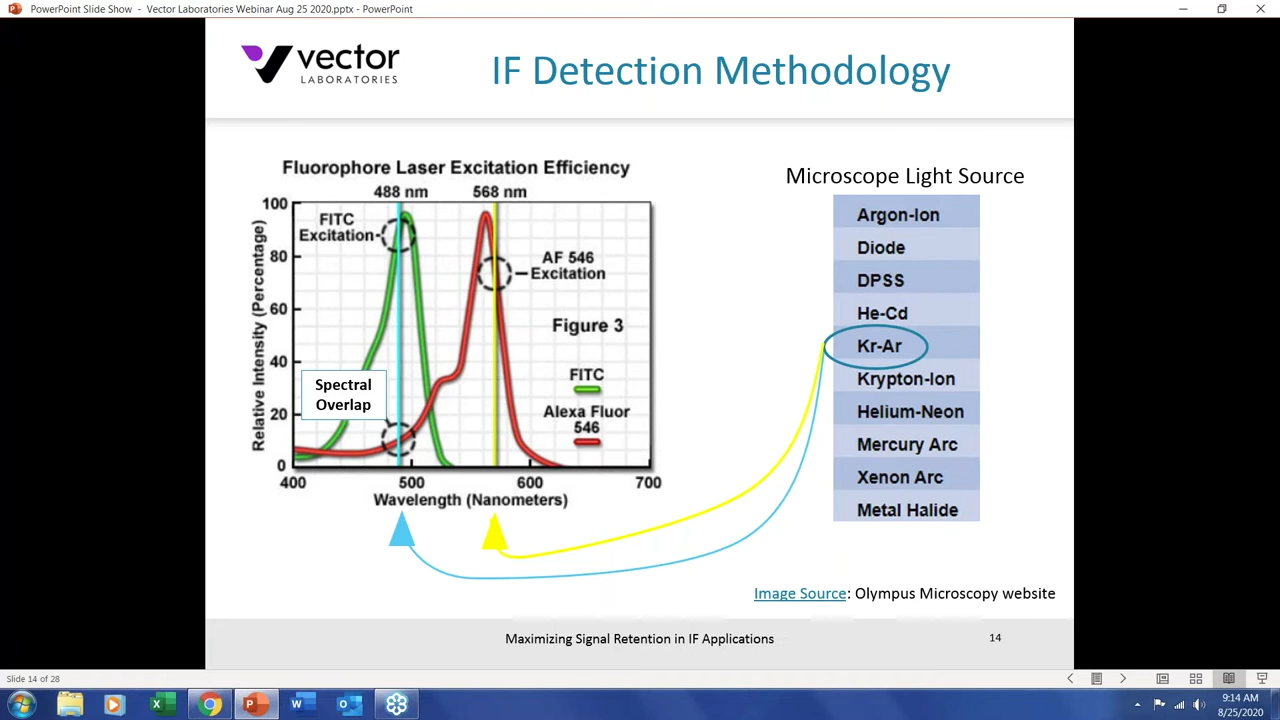 PowerPoint Slide Show - Vector Laboratories Webinar Aug 25 2020.pptx - PowerPoint
vector
LABORATORIES
IF Detection Methodology
Fluorophore Laser Excitation Efficiency
488 nm
568 nm
100
80
60
40
20
0
Relative Intensity (Percentage)
FITC
Excitation
AF 546
Excitation
Figure 3
FITC
Alexa Fluor
546
Spectral
Overlap
400
500
600
700
Wavelength (Nanometers)
Microscope Light Source
Argon-Ion
Diode
DPSS
He-Cd
Kr-Ar
Krypton-Ion
Helium-Neon
Mercury Arc
Xenon Arc
Metal Halide
Image Source: Olympus Microscopy website
Maximizing Signal Retention in IF Applications
14
Slide 14 of 28
9:14 AM
8/25/2020